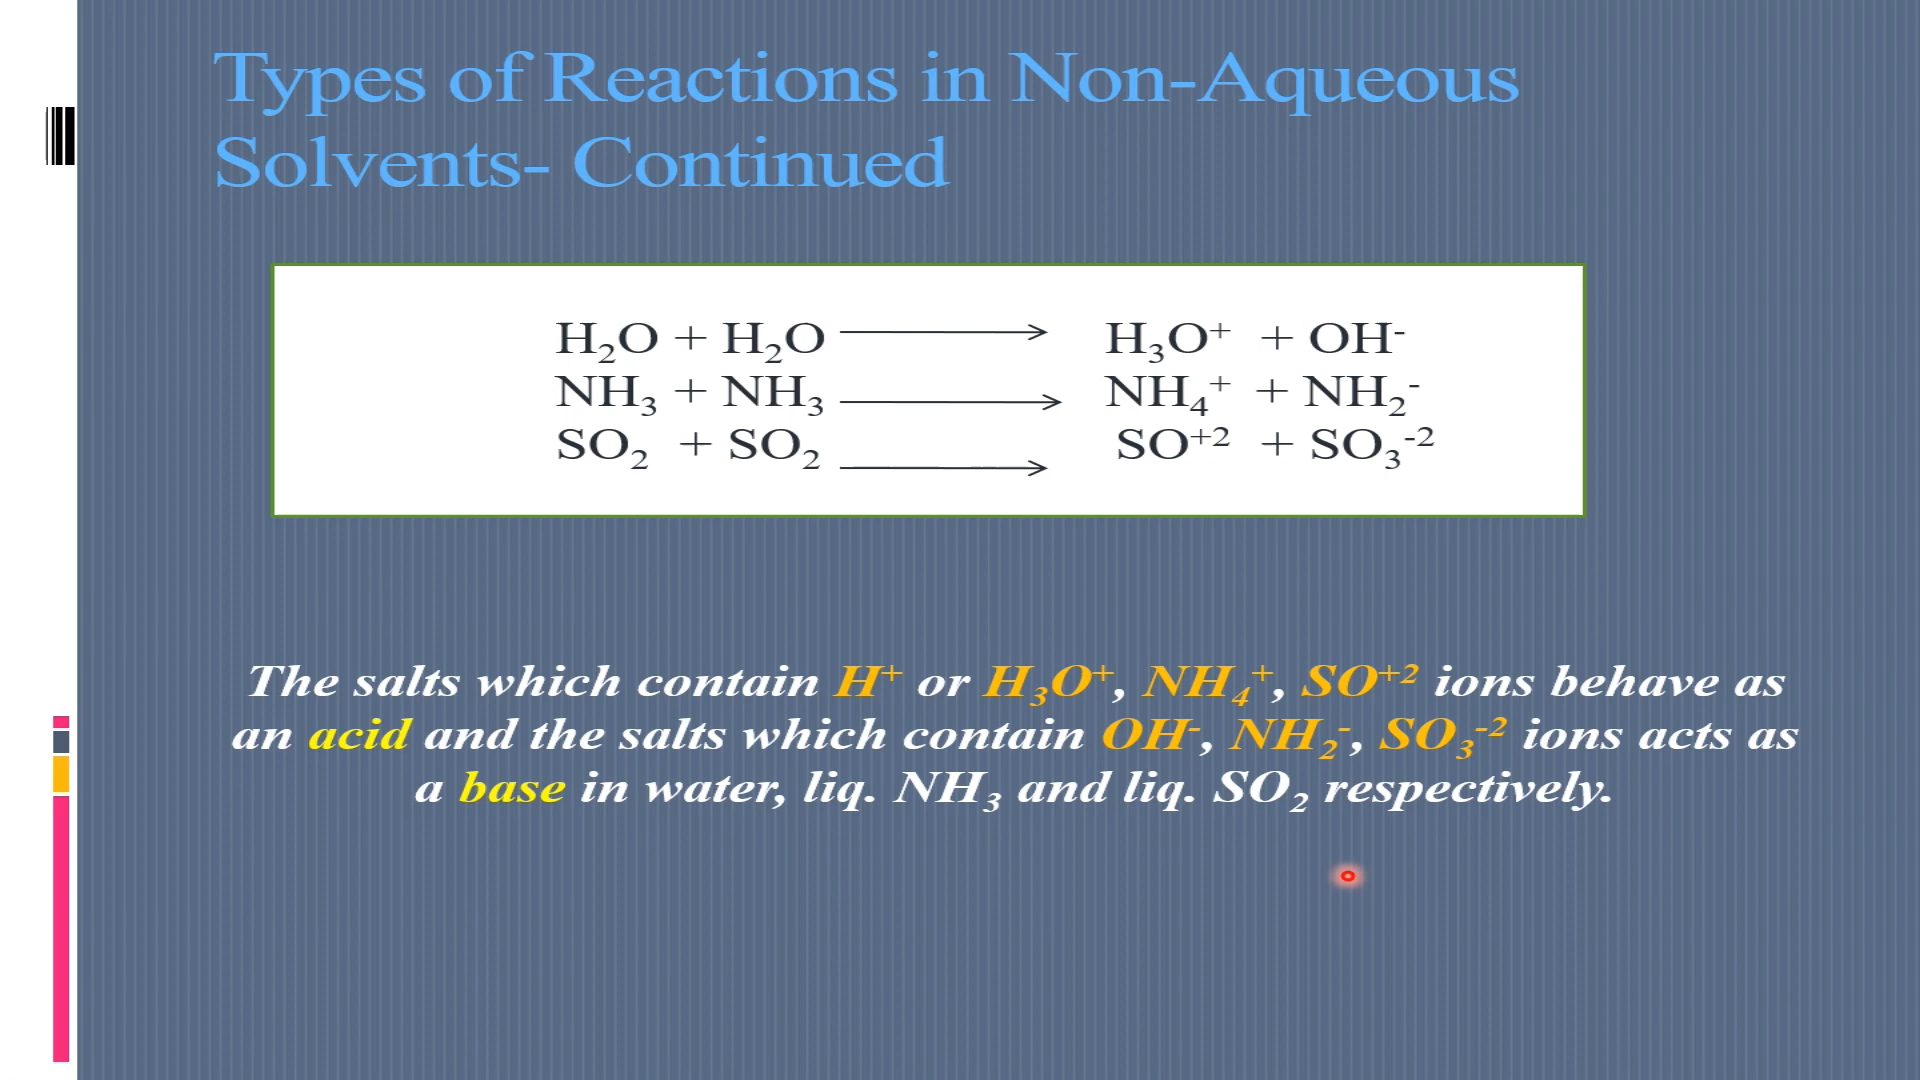 Types of Reactions in Non-Aqueous
Solvents- Continued
H₂O + H₂O ⟶ H₃O⁺ + OH⁻
NH₃ + NH₃ ⟶ NH₄⁺ + NH₂⁻
SO₂ + SO₂ ⟶ SO⁺² + SO₃⁻²
The salts which contain H⁺ or H₃O⁺, NH₄⁺, SO⁺² ions behave as
an acid and the salts which contain OH⁻, NH₂⁻, SO₃⁻² ions acts as
a base in water, liq. NH₃ and liq. SO₂ respectively.